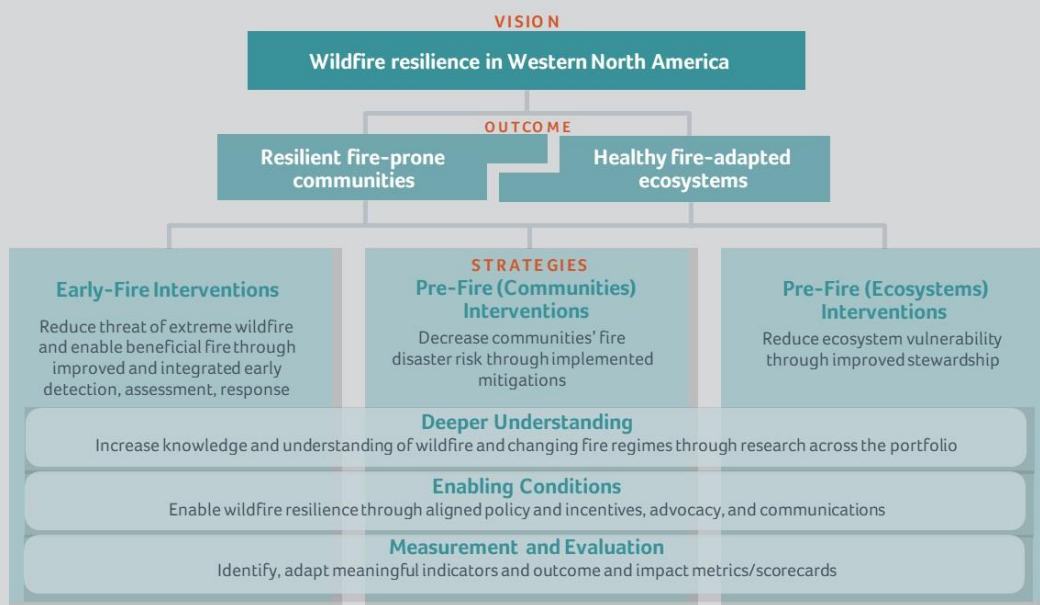 VISION
Wildfire resilience in Western North America
OUTCOME
Resilient fire-prone
communities
Healthy fire-adapted
ecosystems
STRATEGIES
Early-Fire Interventions
Reduce threat of extreme wildfire
and enable beneficial fire through
improved and integrated early
detection, assessment, response
Pre-Fire (Communities)
Interventions
Decrease communities’ fire
disaster risk through implemented
mitigations
Pre-Fire (Ecosystems)
Interventions
Reduce ecosystem vulnerability
through improved stewardship
Deeper Understanding
Increase knowledge and understanding of wildfire and changing fire regimes through research across the portfolio
Enabling Conditions
Enable wildfire resilience through aligned policy and incentives, advocacy, and communications
Measurement and Evaluation
Identify, adapt meaningful indicators and outcome and impact metrics/scorecards